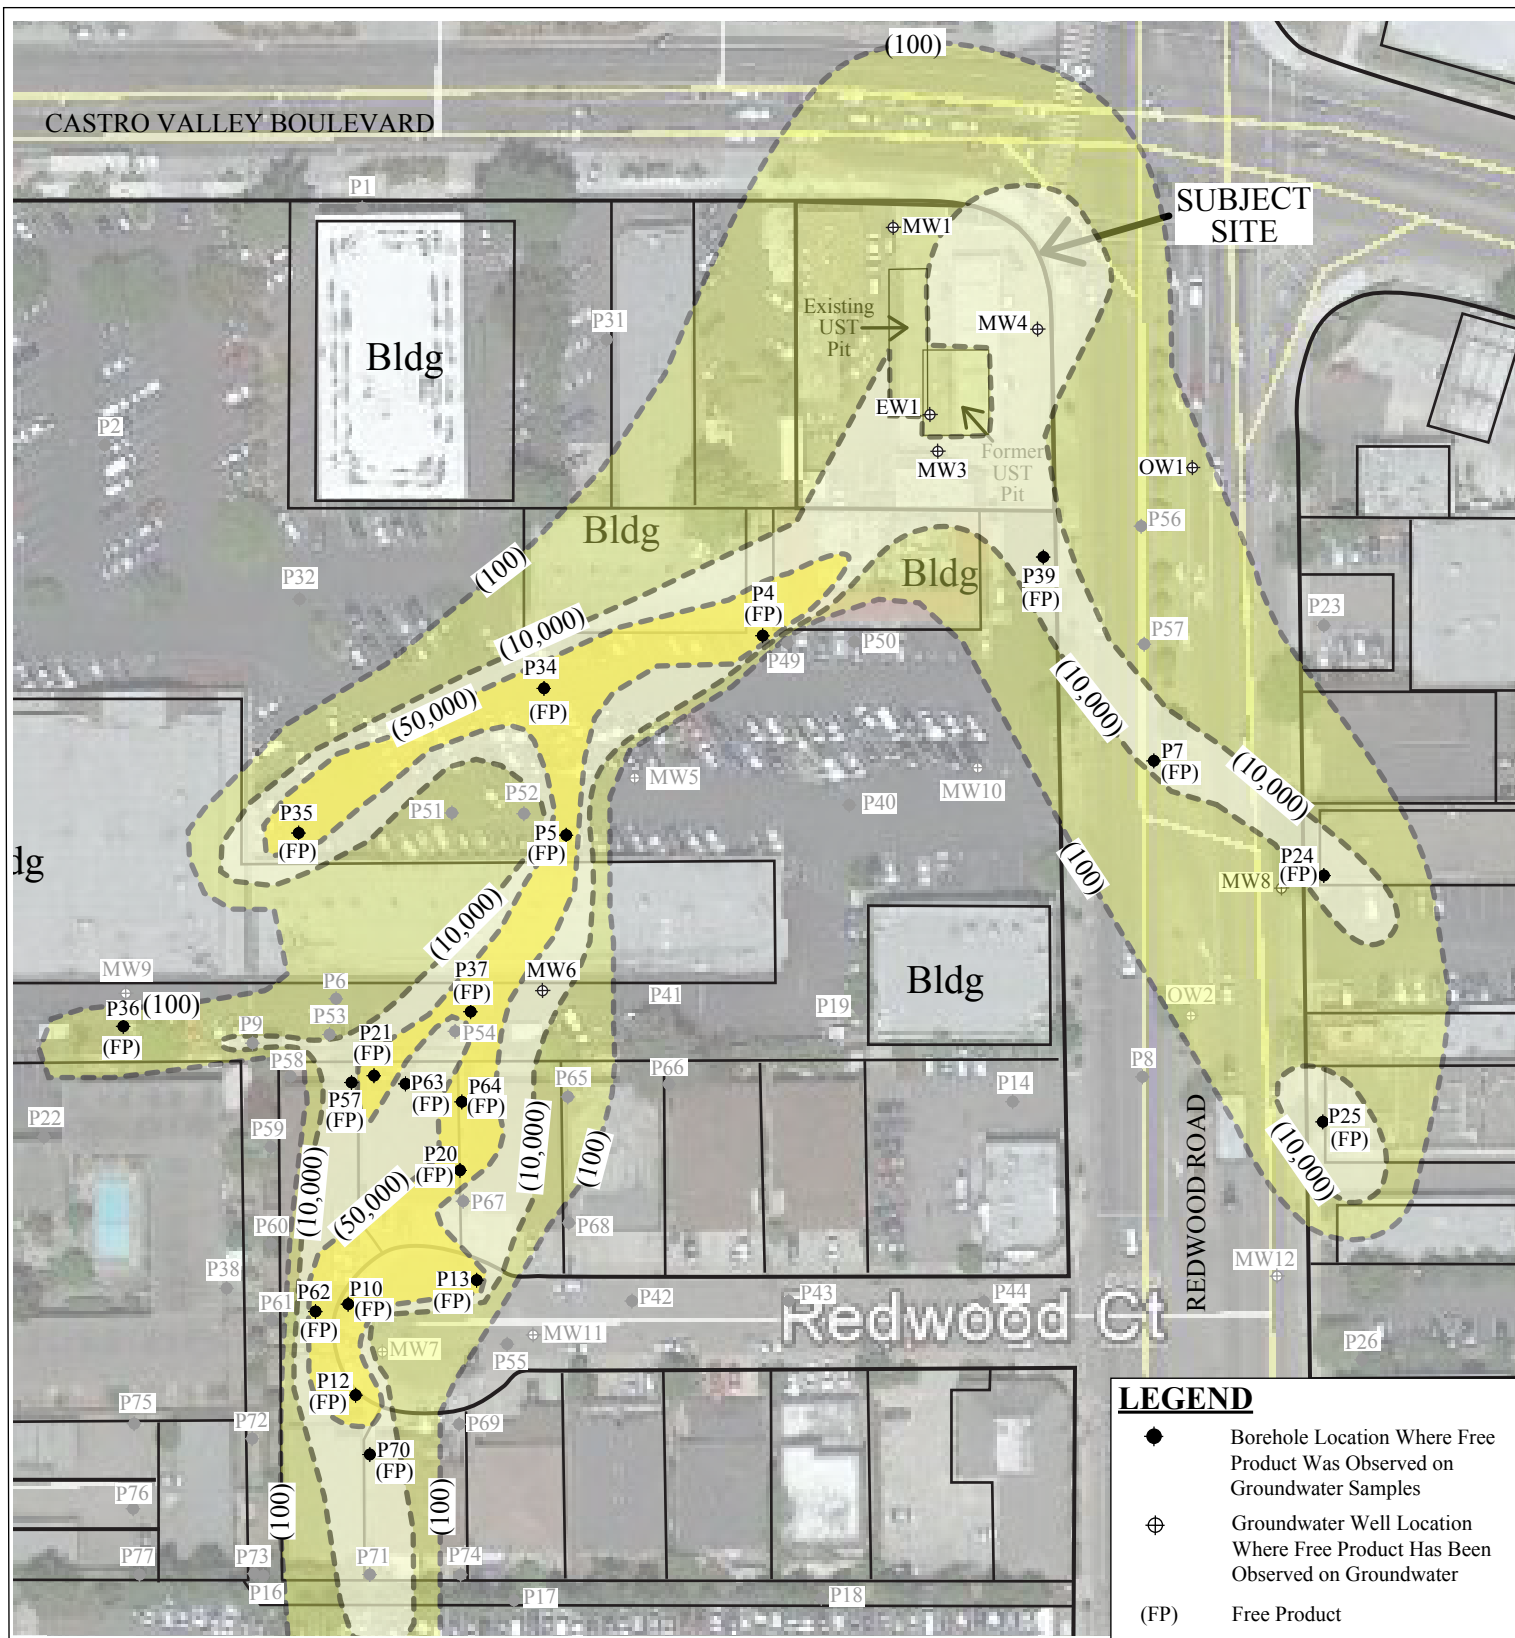 (100)
CASTRO VALLEY BOULEVARD
P1
SUBJECT
SITE
MW1
Existing
UST
Pit
P31
MW4
Bldg
P2
EW1
Former
UST
Pit
MW3
OW1
P56
Bldg
(100)
P32
Bldg
P39
(FP)
P4
(FP)
(10,000)
P23
P57
P50
P49
P34
(FP)
(50,000)
(10,000)
P7
(FP)
(10,000)
MW5
MW10
P51
P52
P40
P35
(FP)
P5
(FP)
dg
(100)
P24
(FP)
MW8
(10,000)
MW9
P36
(FP)
(100)
P6
P53
P9
P58
P37
(FP)
P54
MW6
P41
P19
Bldg
OW2
P21
(FP)
P57
(FP)
P63
(FP)
P64
(FP)
P65
P66
P14
P8
P22
P59
P20
(FP)
(10,000)
(100)
P25
(FP)
(10,000)
(10,000)
(50,000)
P67
P68
P60
REDWOOD ROAD
P38
P61
P62
(FP)
P10
(FP)
P13
(FP)
P42
P43
P44
MW12
Redwood Ct
MW7
MW11
P55
P26
P12
(FP)
P75
P72
P69
P70
(FP)
P76
(100)
(100)
P77
P73
P71
P74
P16
P17
P18
LEGEND
Borehole Location Where Free
Product Was Observed on
Groundwater Samples
Groundwater Well Location
Where Free Product Has Been
Observed on Groundwater
(FP) Free Product